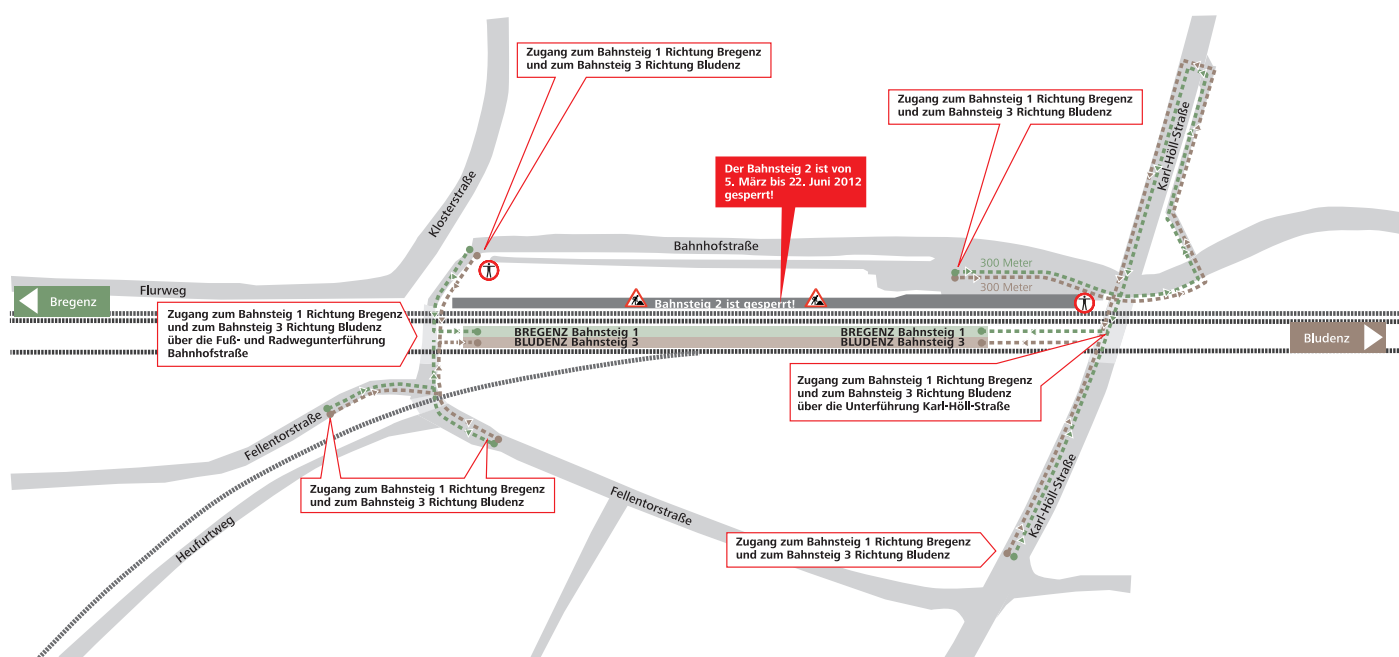 Zugang zum Bahnsteig 1 Richtung Bregenz
und zum Bahnsteig 3 Richtung Bludenz
Zugang zum Bahnsteig 1 Richtung Bregenz
und zum Bahnsteig 3 Richtung Bludenz
Karl-Höll-Straße
Der Bahnsteig 2 ist von
5. März bis 22. Juni 2012
gesperrt!
Klosterstraße
Bahnhofstraße
300 Meter
300 Meter
Flurweg
Bregenz
Bahnsteig 2 ist gesperrt!
Zugang zum Bahnsteig 1 Richtung Bregenz
und zum Bahnsteig 3 Richtung Bludenz
über die Fuß- und Radwegunterführung
Bahnhofstraße
BREGENZ Bahnsteig 1
BLUDENZ Bahnsteig 3
BREGENZ Bahnsteig 1
BLUDENZ Bahnsteig 3
Bludenz
Zugang zum Bahnsteig 1 Richtung Bregenz
und zum Bahnsteig 3 Richtung Bludenz
über die Unterführung Karl-Höll-Straße
Fellentorstraße
Zugang zum Bahnsteig 1 Richtung Bregenz
und zum Bahnsteig 3 Richtung Bludenz
Heufurtweg
Fellentorstraße
Karl-Höll-Straße
Zugang zum Bahnsteig 1 Richtung Bregenz
und zum Bahnsteig 3 Richtung Bludenz